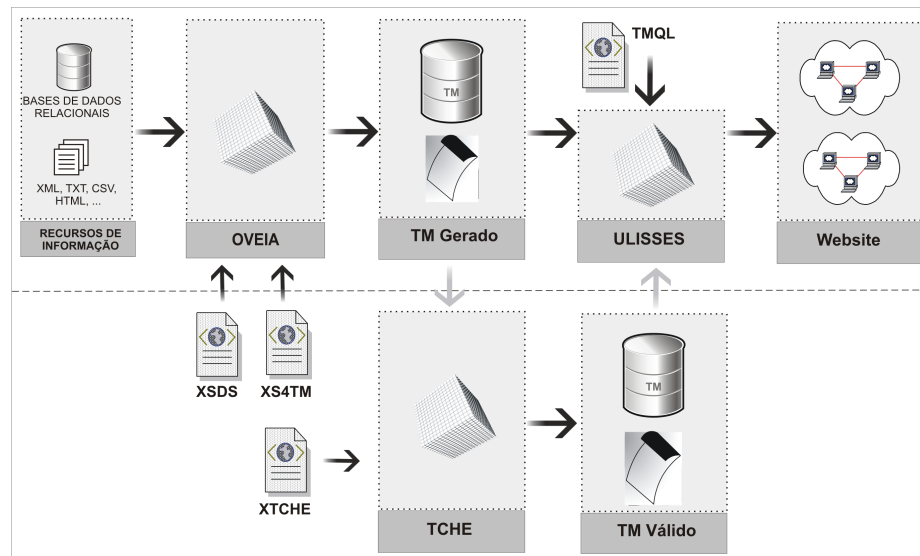 TMQL
TM
BASES DE DADOS
RELACIONAIS
XML, TXT, CSV,
HTML, ...
RECURSOS DE
INFORMAÇÃO
OVEIA
TM Gerado
ULISSES
Website
XSDS
XS4TM
TM
XTCHE
TCHE
TM Válido